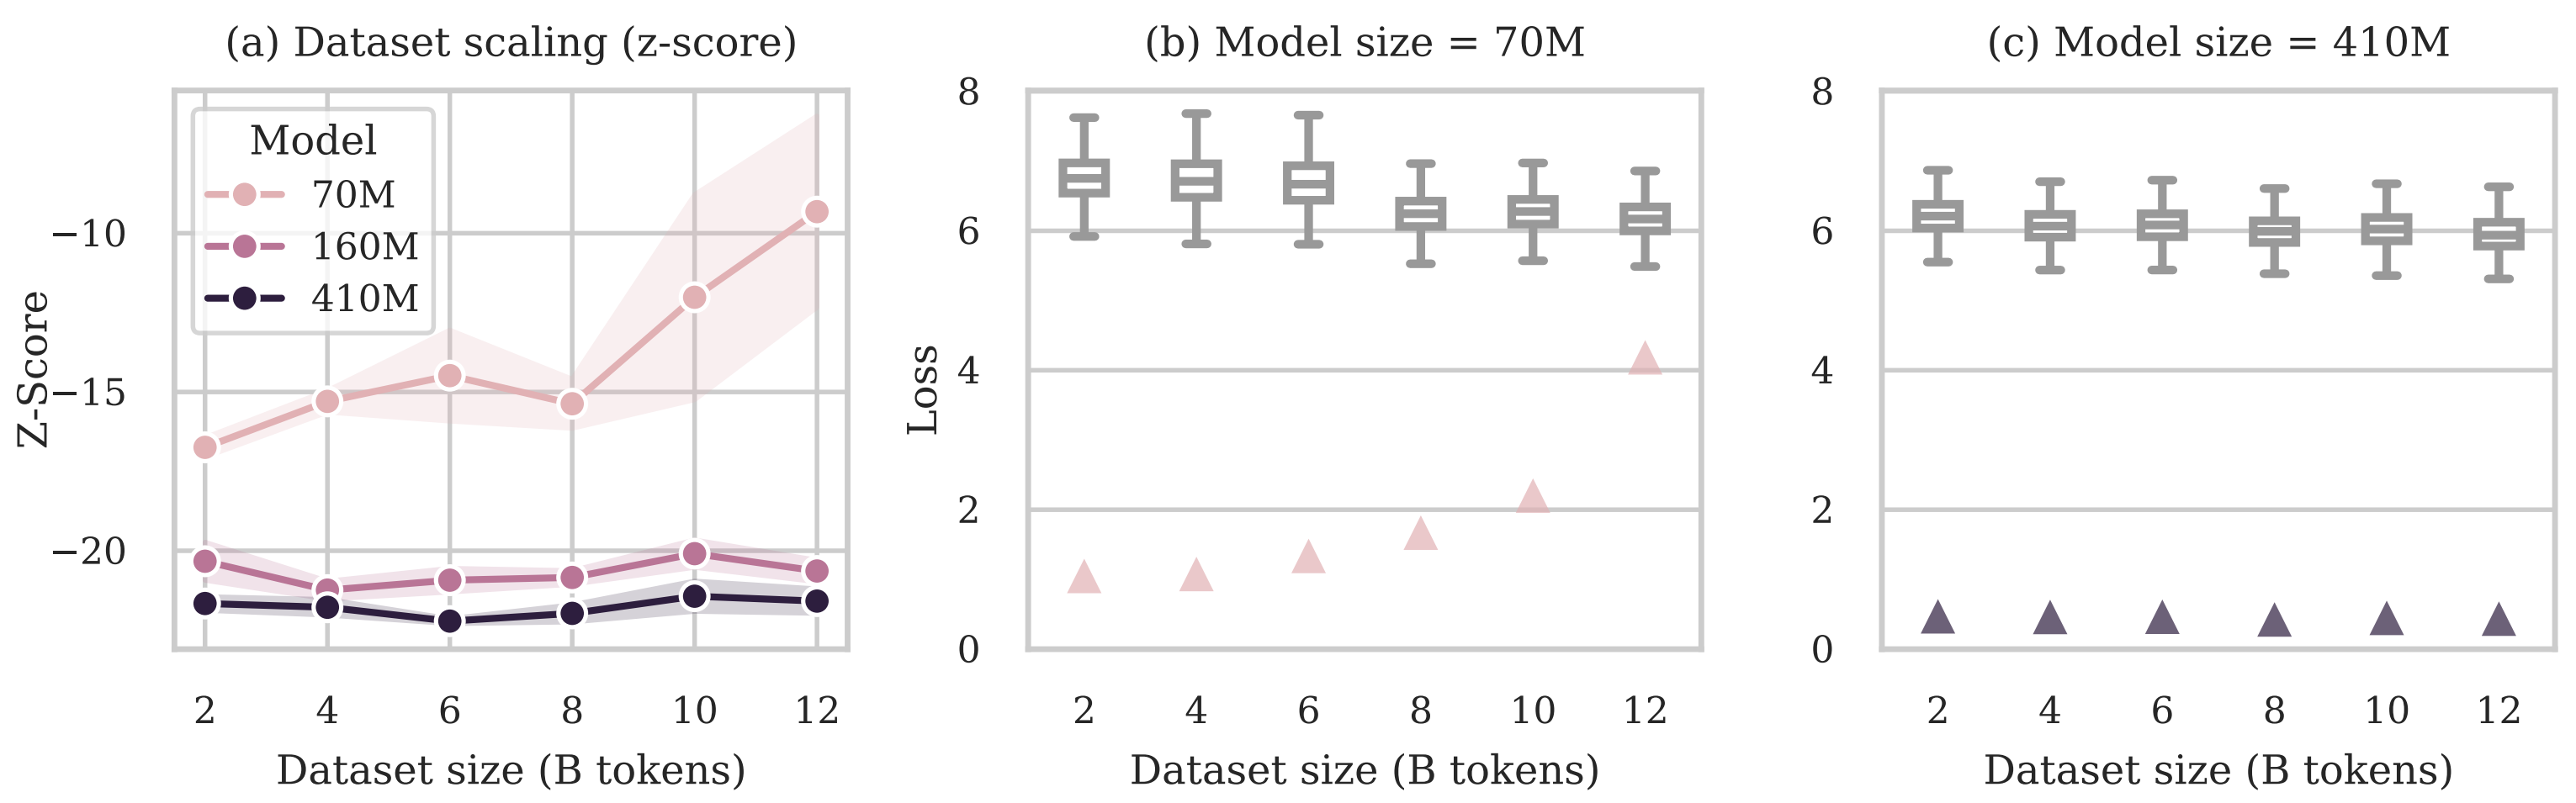 (a) Dataset scaling (z-score)
Model
70M
160M
410M
Z-Score
−10
−15
−20
2 4 6 8 10 12
Dataset size (B tokens)
(b) Model size = 70M
Loss
8
6
4
2
0
2 4 6 8 10 12
Dataset size (B tokens)
(c) Model size = 410M
8
6
4
2
0
2 4 6 8 10 12
Dataset size (B tokens)